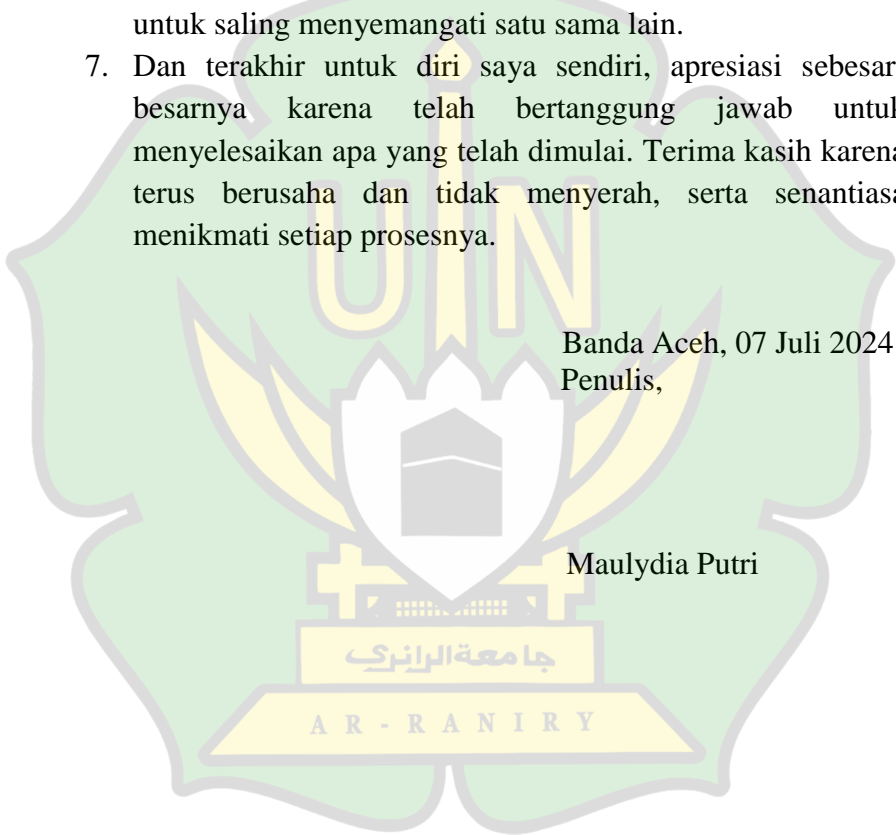 untuk saling menyemangati satu sama lain.
7. Dan terakhir untuk diri saya sendiri, apresiasi sebesar
besarnya karena telah bertanggung jawab untuk
menyelesaikan apa yang telah dimulai. Terima kasih karena
terus berusaha dan tidak menyerah, serta senantiasa
menikmati setiap prosesnya.
UIN
Banda Aceh, 07 Juli 2024
Penulis,
Maulydia Putri
جامعة الرانري
AR-RANIRY